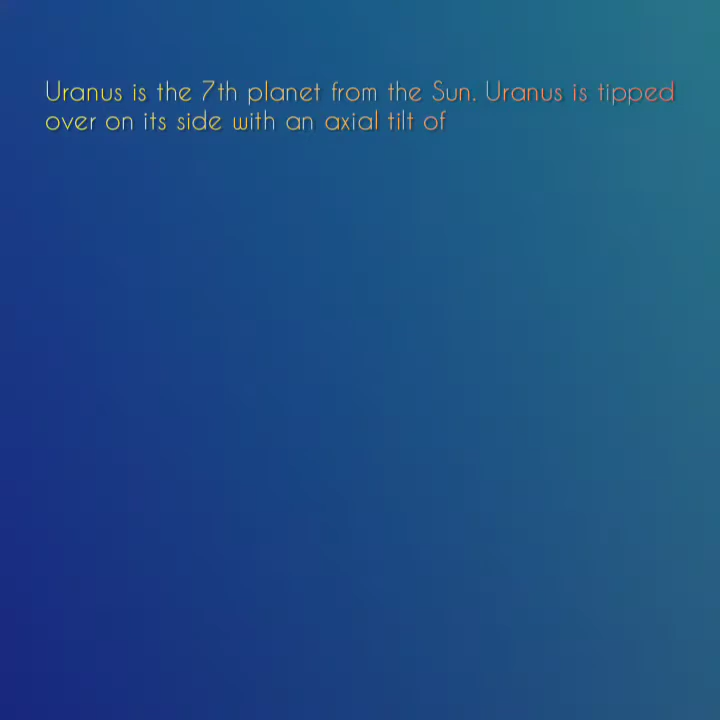 Uranus is the 7th planet from the Sun. Uranus is tipped
over on its side with an axial tilt of